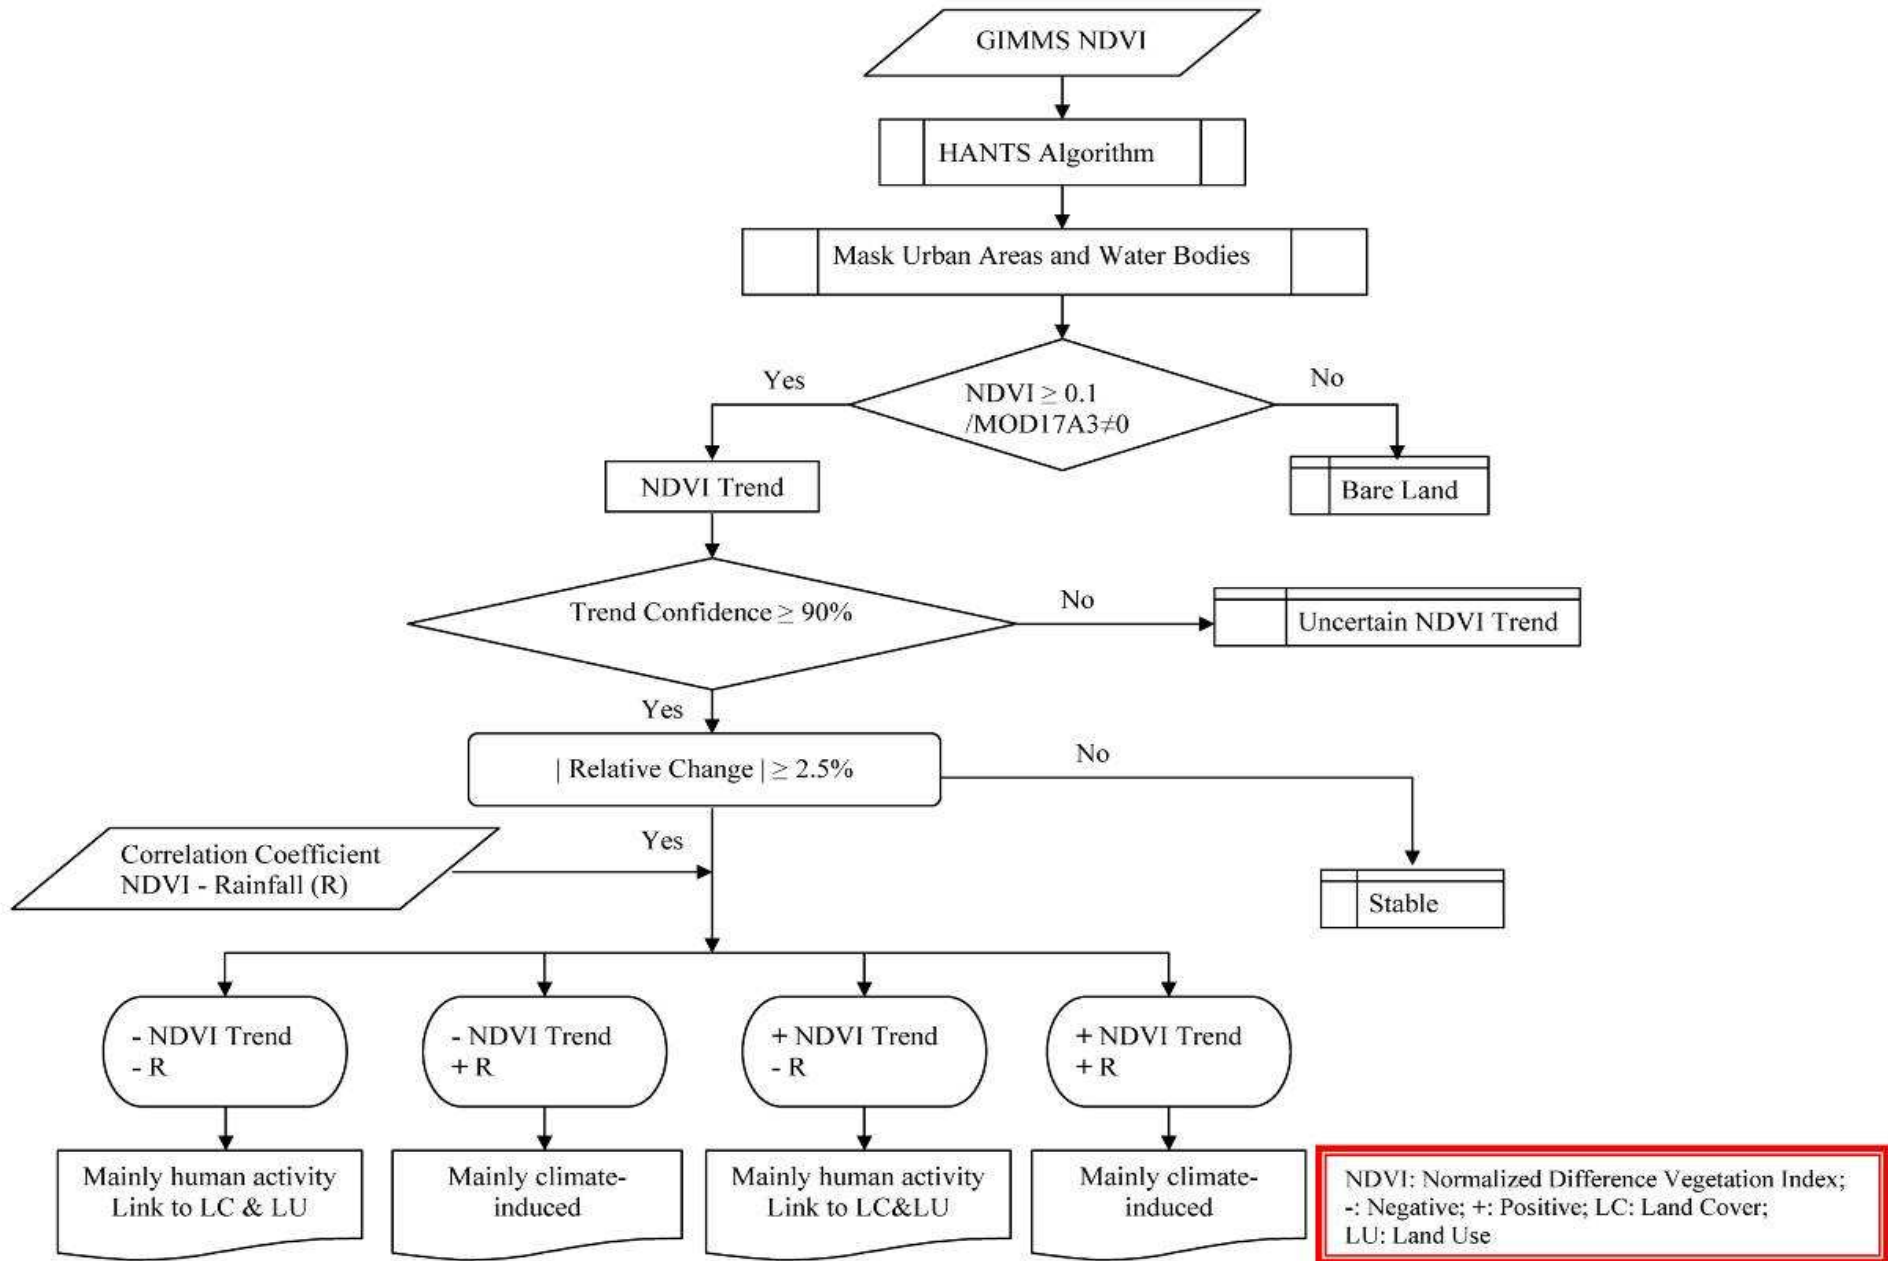 GIMMS NDVI
HANTS Algorithm
Mask Urban Areas and Water Bodies
Yes
No
NDVI ≥ 0.1
/MOD17A3≠0
NDVI Trend
Bare Land
Trend Confidence ≥ 90%
No
Uncertain NDVI Trend
Yes
| Relative Change | ≥ 2.5%
No
Yes
Correlation Coefficient
NDVI - Rainfall (R)
Stable
- NDVI Trend
- R
- NDVI Trend
+ R
+ NDVI Trend
- R
+ NDVI Trend
+ R
Mainly human activity
Link to LC & LU
Mainly climate-
induced
Mainly human activity
Link to LC&LU
Mainly climate-
induced
NDVI: Normalized Difference Vegetation Index;
-: Negative; +: Positive; LC: Land Cover;
LU: Land Use